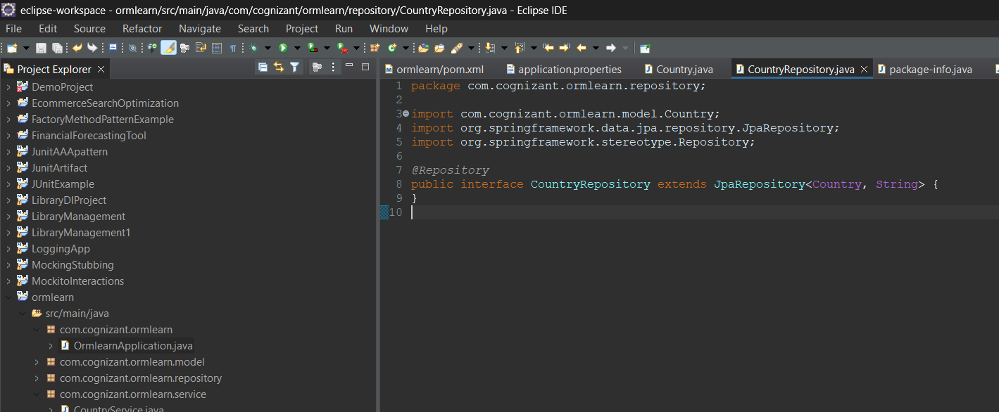 eclipse-workspace - ormlearn/src/main/java/com/cognizant/ormlearn/repository/CountryRepository.java - Eclipse IDE
File Edit Source Refactor Navigate Search Project Run Window Help
Project Explorer
DemoProject
EcommerceSearchOptimization
FactoryMethodPatternExample
FinancialForecastingTool
JunitAAApattern
JunitArtifact
JUnitExample
LibraryDIProject
LibraryManagement
LibraryManagement1
LoggingApp
MockingStubbing
MockitoInteractions
ormlearn
src/main/java
com.cognizant.ormlearn
OrmlearnApplication.java
com.cognizant.ormlearn.model
com.cognizant.ormlearn.repository
com.cognizant.ormlearn.service
CountryService.java
ormlearn/pom.xml application.properties Country.java CountryRepository.java package-info.java
1 package com.cognizant.ormlearn.repository;
2
3 import com.cognizant.ormlearn.model.Country;
4 import org.springframework.data.jpa.repository.JpaRepository;
5 import org.springframework.stereotype.Repository;
6
7 @Repository
8 public interface CountryRepository extends JpaRepository<Country, String> {
9 }
10